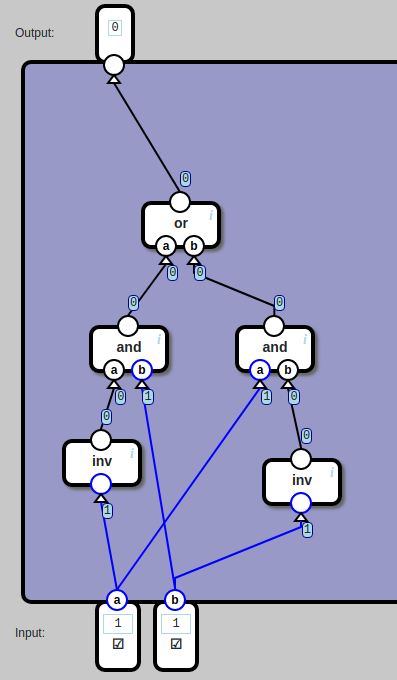 Output:
0
0
i
or
a b
0 0
0 0
i i
and and
a b a b
0 1 1 0
0 0
i
inv
i
inv
1
1
a b
Input:
1 1
☑ ☑